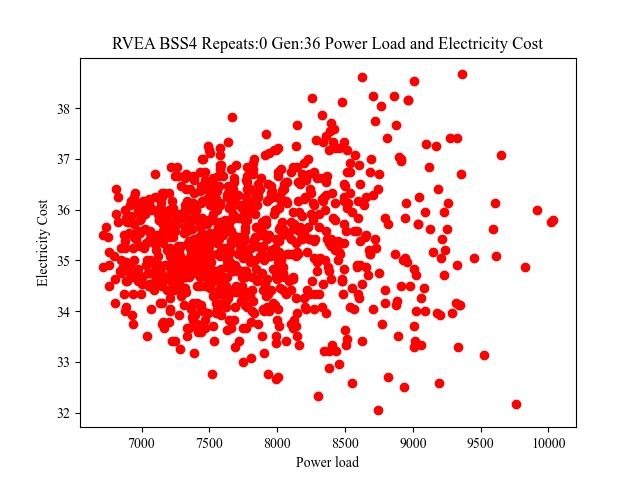 RVEA BSS4 Repeats:0 Gen:36 Power Load and Electricity Cost
38
37
36
35
34
33
32
Electricity Cost
7000 7500 8000 8500 9000 9500 10000
Power load